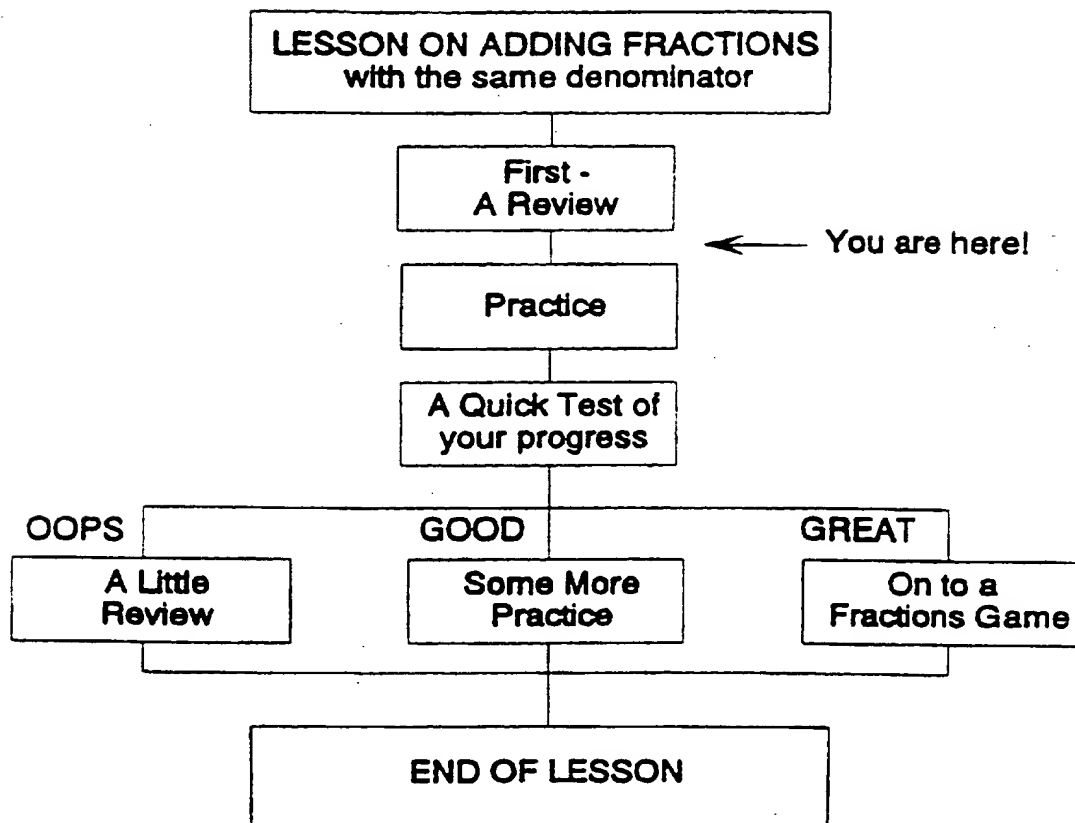 LESSON ON ADDING FRACTIONS
with the same denominator
First -
A Review
You are here!
Practice
A Quick Test of
your progress
OOPS
GOOD
GREAT
A Little
Review
Some More
Practice
On to a
Fractions Game
END OF LESSON